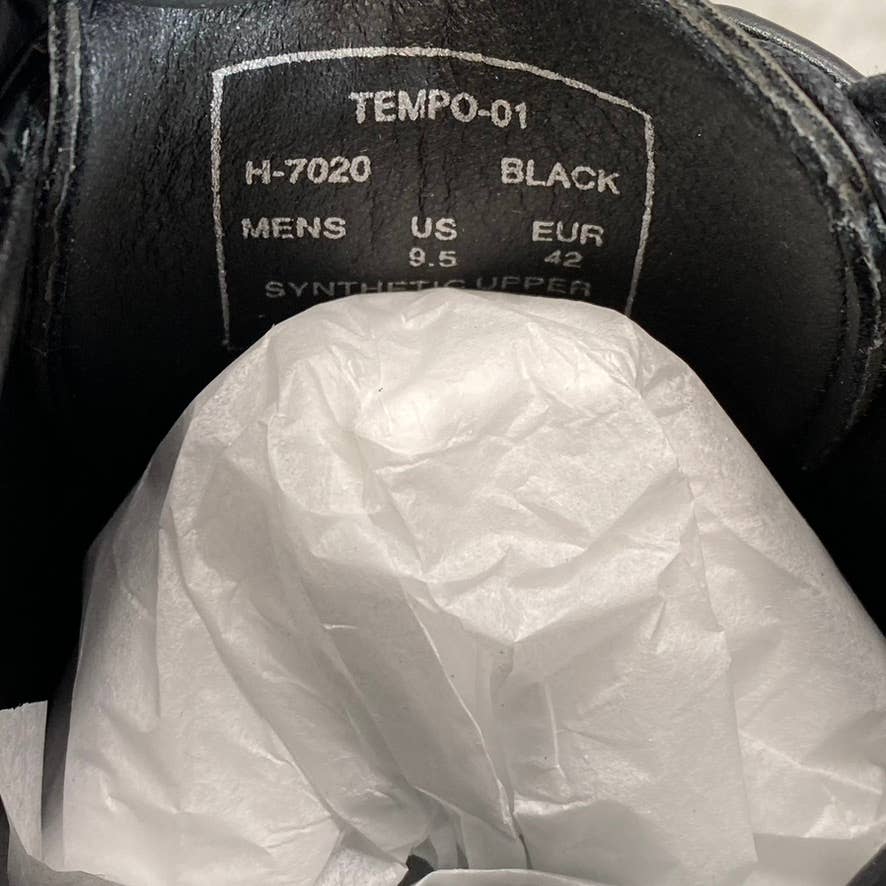 TEMPO-01
H-7020 BLACK
MENS US EUR
9.5 42
SYNTHETIC UPPER